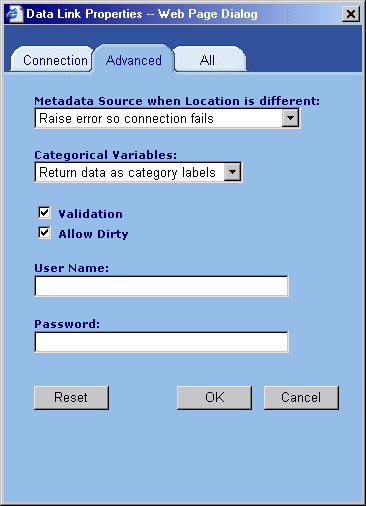 Data Link Properties -- Web Page Dialog
Connection Advanced All
Metadata Source when Location is different:
Raise error so connection fails
Categorical Variables:
Return data as category labels
Validation
Allow Dirty
User Name:
Password:
Reset OK Cancel